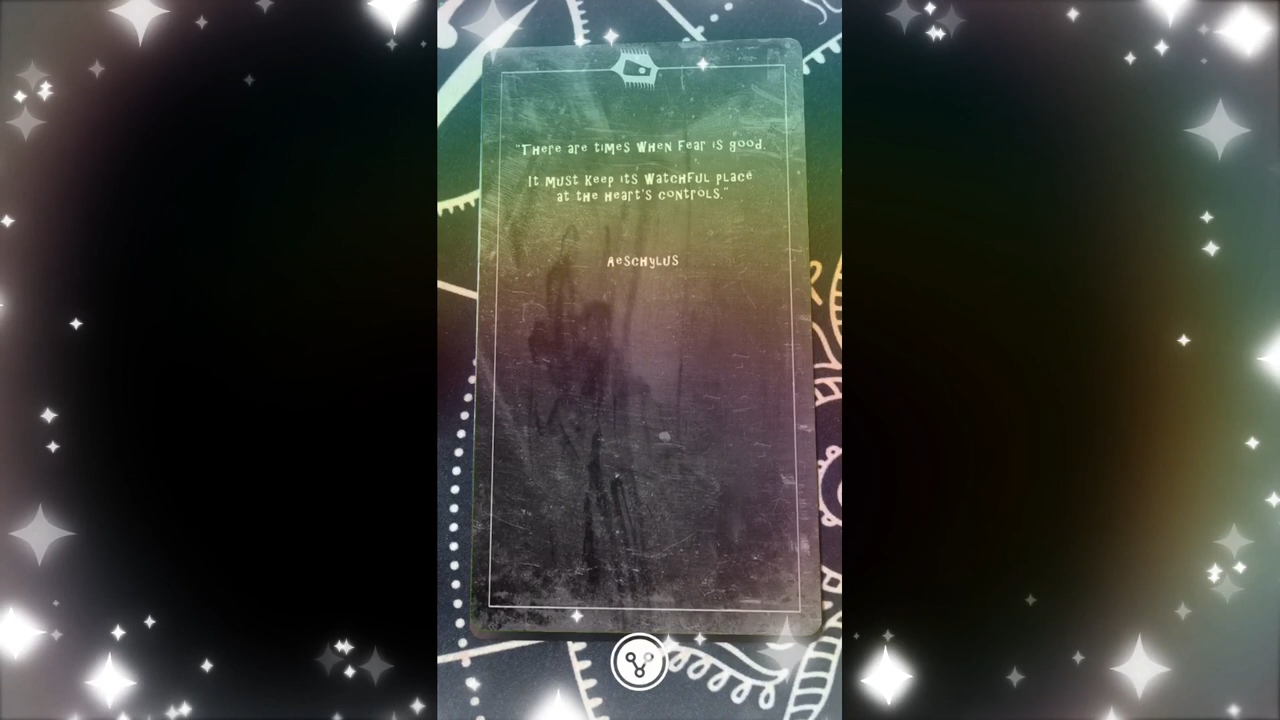 "There are times when fear is good.
It must keep its watchful place
at the heart's controls."
Aeschylus